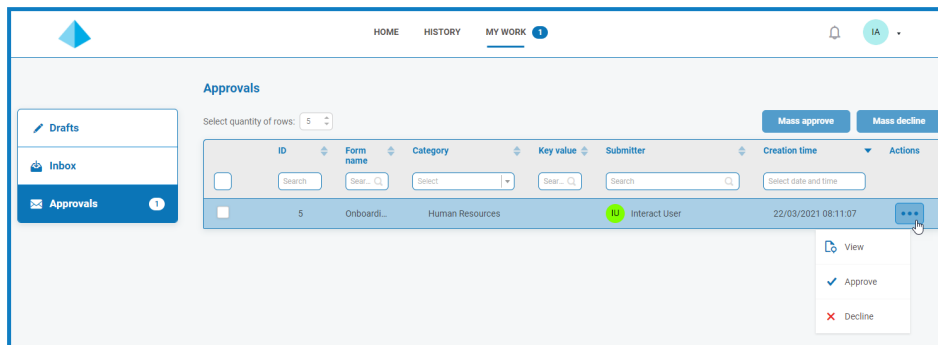 HOME HISTORY MY WORK 1 IA
Approvals
Select quantity of rows: 5 Mass approve Mass decline
Drafts
Inbox
Approvals 1
ID Form name Category Key value Submitter Creation time Actions
Search Sear... Select Sear... Search Select date and time
5 Onboardi... Human Resources IU Interact User 22/03/2021 08:11:07
View
Approve
Decline